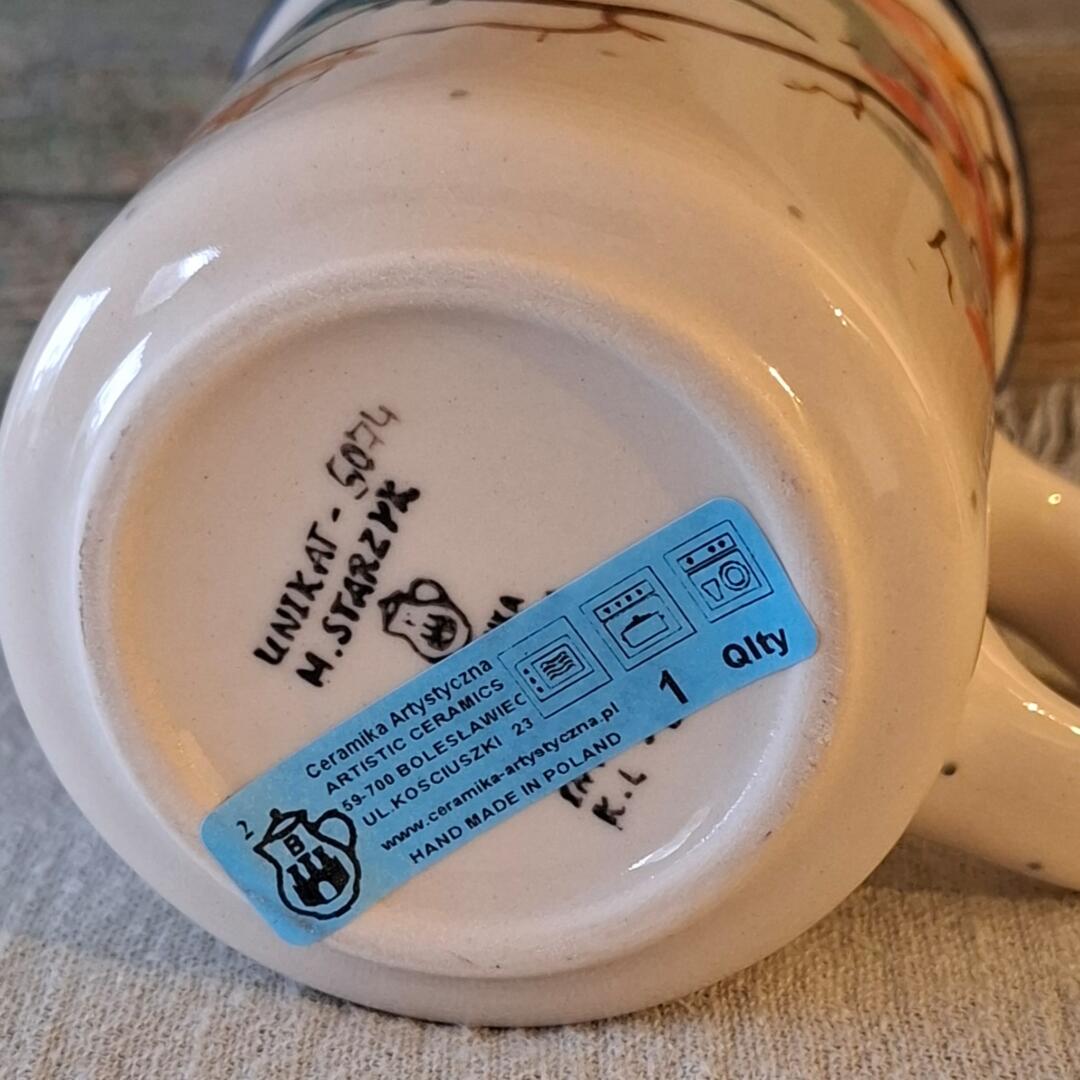 UNIKAT - 5074
M. STARZYK
Ceramika Artystyczna
ARTISTIC CERAMICS
59-700 BOLESŁAWIEC
UL.KOSCIUSZKI 23
www.ceramika-artystyczna.pl
HAND MADE IN POLAND
2
B
1 Qlty
K.L